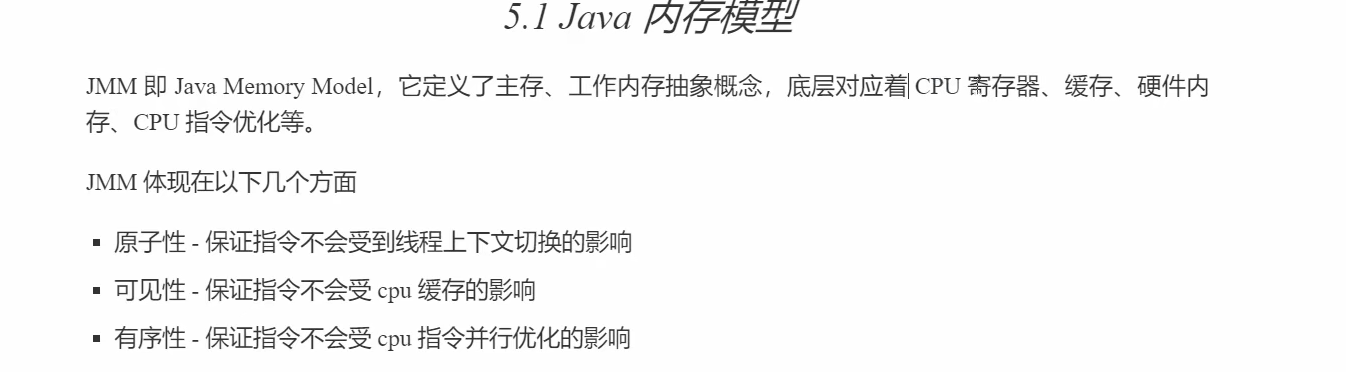 5.1 Java 内存模型
JMM 即 Java Memory Model，它定义了主存、工作内存抽象概念，底层对应着 CPU 寄存器、缓存、硬件内
存、CPU 指令优化等。
JMM 体现在以下几个方面
▪ 原子性 - 保证指令不会受到线程上下文切换的影响
▪ 可见性 - 保证指令不会受 cpu 缓存的影响
▪ 有序性 - 保证指令不会受 cpu 指令并行优化的影响